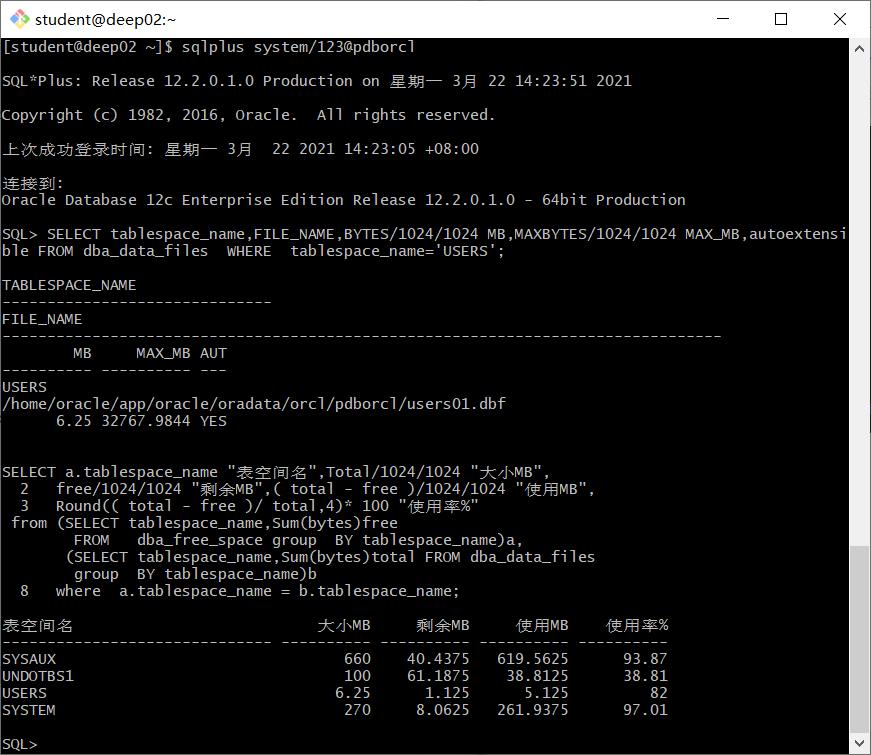 student@deep02:~
[student@deep02 ~]$ sqlplus system/123@pdborcl
SQL*Plus: Release 12.2.0.1.0 Production on 星期一 3月 22 14:23:51 2021
Copyright (c) 1982, 2016, Oracle.  All rights reserved.
上次成功登录时间: 星期一 3月  22 2021 14:23:05 +08:00
连接到:
Oracle Database 12c Enterprise Edition Release 12.2.0.1.0 - 64bit Production
SQL> SELECT tablespace_name,FILE_NAME,BYTES/1024/1024 MB,MAXBYTES/1024/1024 MAX_MB,autoextensi
ble FROM dba_data_files  WHERE  tablespace_name='USERS';
TABLESPACE_NAME
------------------------------
FILE_NAME
--------------------------------------------------------------------------------
        MB     MAX_MB AUT
---------- ---------- ---
USERS
/home/oracle/app/oracle/oradata/orcl/pdborcl/users01.dbf
      6.25 32767.9844 YES
SELECT a.tablespace_name "表空间名",Total/1024/1024 "大小MB",
  2   free/1024/1024 "剩余MB",( total - free )/1024/1024 "使用MB",
  3   Round(( total - free )/ total,4)* 100 "使用率%"
 from (SELECT tablespace_name,Sum(bytes)free
        FROM   dba_free_space group  BY tablespace_name)a,
       (SELECT tablespace_name,Sum(bytes)total FROM dba_data_files
        group  BY tablespace_name)b
  8   where  a.tablespace_name = b.tablespace_name;
表空间名                           大小MB     剩余MB     使用MB    使用率%
------------------------------ ---------- ---------- ---------- ----------
SYSAUX                                660    40.4375   619.5625      93.87
UNDOTBS1                              100    61.1875    38.8125      38.81
USERS                                6.25      1.125      5.125         82
SYSTEM                                270     8.0625   261.9375      97.01
SQL>